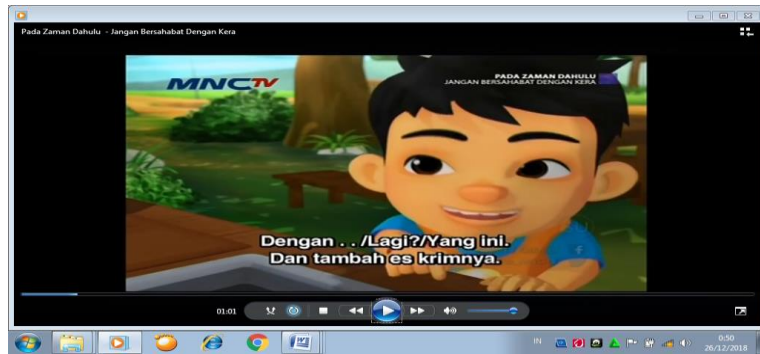 Pada Zaman Dahulu - Jangan Bersahabat Dengan Kera
MNCTV
PADA ZAMAN DAHULU
JANGAN BERSAHABAT DENGAN KERA
Dengan . . /Lagi?/Yang ini.
Dan tambah es krimnya.
01:01
IN
0:50
26/12/2018